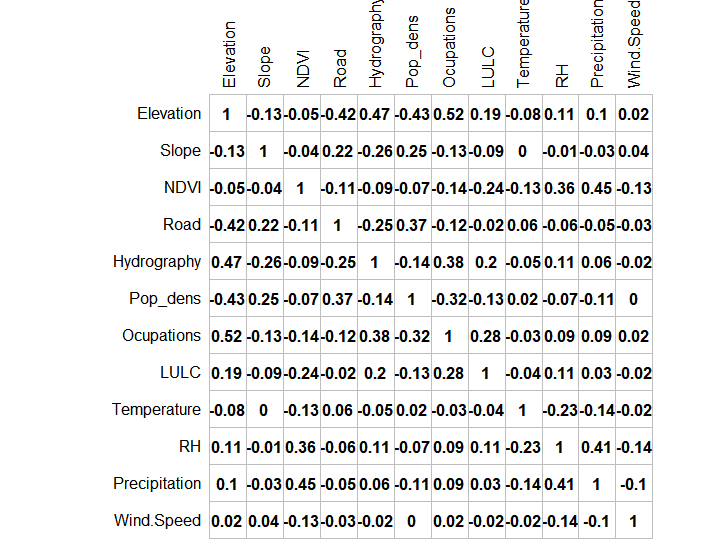 Elevation Slope NDVI Road Hydrography Pop_dens Ocupations LULC Temperature RH Precipitation Wind.Speed
Elevation 1 -0.13 -0.05 -0.42 0.47 -0.43 0.52 0.19 -0.08 0.11 0.1 0.02
Slope -0.13 1 -0.04 0.22 -0.26 0.25 -0.13 -0.09 0 -0.01 -0.03 0.04
NDVI -0.05 -0.04 1 -0.11 -0.09 -0.07 -0.14 -0.24 -0.13 0.36 0.45 -0.13
Road -0.42 0.22 -0.11 1 -0.25 0.37 -0.12 -0.02 0.06 -0.06 -0.05 -0.03
Hydrography 0.47 -0.26 -0.09 -0.25 1 -0.14 0.38 0.2 -0.05 0.11 0.06 -0.02
Pop_dens -0.43 0.25 -0.07 0.37 -0.14 1 -0.32 -0.13 0.02 -0.07 -0.11 0
Ocupations 0.52 -0.13 -0.14 -0.12 0.38 -0.32 1 0.28 -0.03 0.09 0.09 0.02
LULC 0.19 -0.09 -0.24 -0.02 0.2 -0.13 0.28 1 -0.04 0.11 0.03 -0.02
Temperature -0.08 0 -0.13 0.06 -0.05 0.02 -0.03 -0.04 1 -0.23 -0.14 -0.02
RH 0.11 -0.01 0.36 -0.06 0.11 -0.07 0.09 0.11 -0.23 1 0.41 -0.14
Precipitation 0.1 -0.03 0.45 -0.05 0.06 -0.11 0.09 0.03 -0.14 0.41 1 -0.1
Wind.Speed 0.02 0.04 -0.13 -0.03 -0.02 0 0.02 -0.02 -0.02 -0.14 -0.1 1